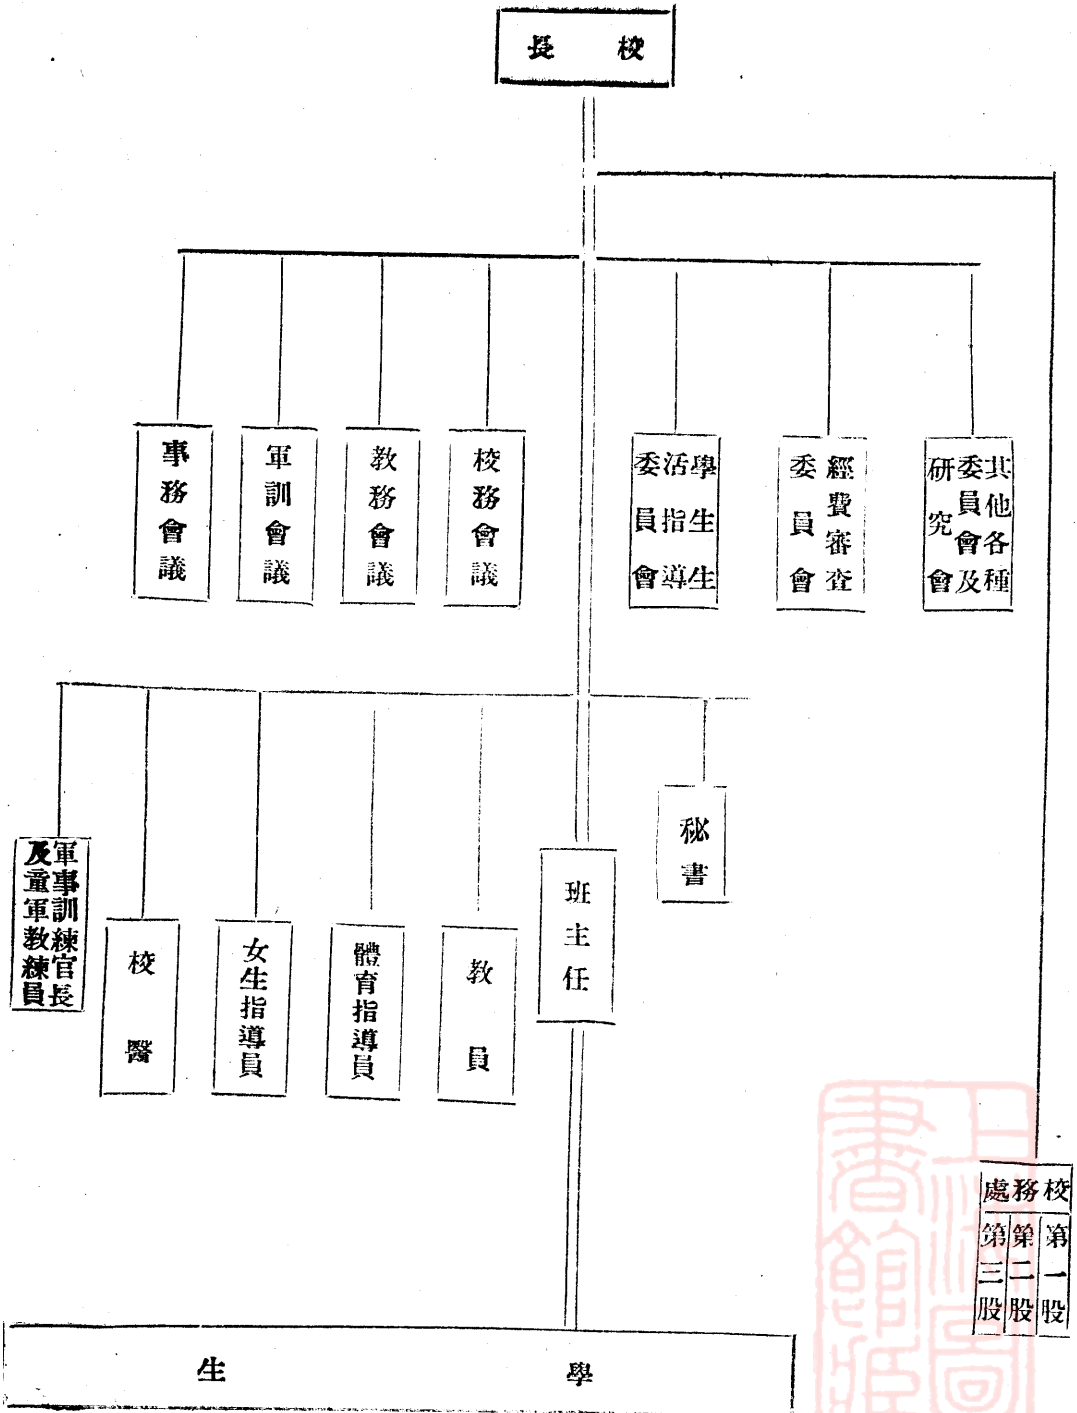 校長
其他各種
委員會及
研究會
經費審查
委員會
學生生
活指導
委員會
校務會議
教務會議
軍訓會議
事務會議
秘書
班主任
教員
體育指導員
女生指導員
校醫
軍事訓練官長
及童軍教練員
校務處
第一股
第二股
第三股
學生